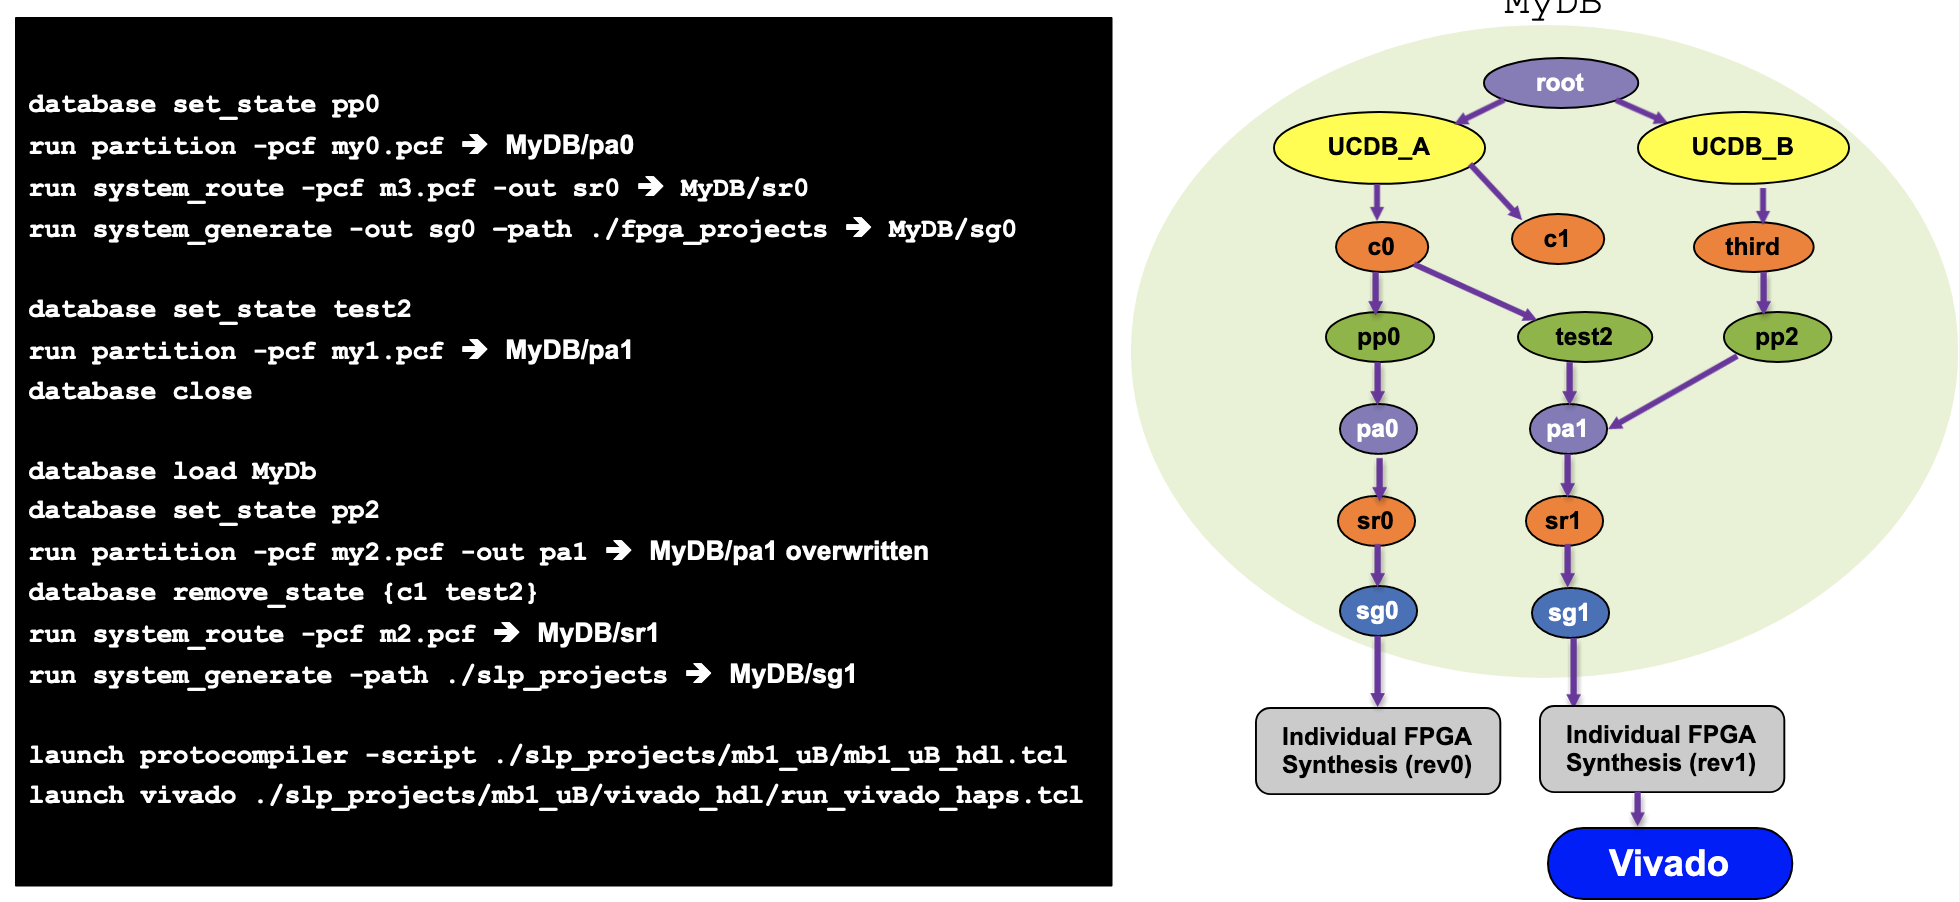 database set_state pp0
run partition -pcf my0.pcf ➔ MyDB/pa0
run system_route -pcf m3.pcf -out sr0 ➔ MyDB/sr0
run system_generate -out sg0 –path ./fpga_projects ➔ MyDB/sg0
database set_state test2
run partition -pcf my1.pcf ➔ MyDB/pa1
database close
database load MyDb
database set_state pp2
run partition -pcf my2.pcf -out pa1 ➔ MyDB/pa1 overwritten
database remove_state {c1 test2}
run system_route -pcf m2.pcf ➔ MyDB/sr1
run system_generate -path ./slp_projects ➔ MyDB/sg1
launch protocompiler -script ./slp_projects/mb1_uB/mb1_uB_hdl.tcl
launch vivado ./slp_projects/mb1_uB/vivado_hdl/run_vivado_haps.tcl
MyDB
root
UCDB_A
UCDB_B
c0
c1
third
pp0
test2
pp2
pa0
pa1
sr0
sr1
sg0
sg1
Individual FPGA
Synthesis (rev0)
Individual FPGA
Synthesis (rev1)
Vivado